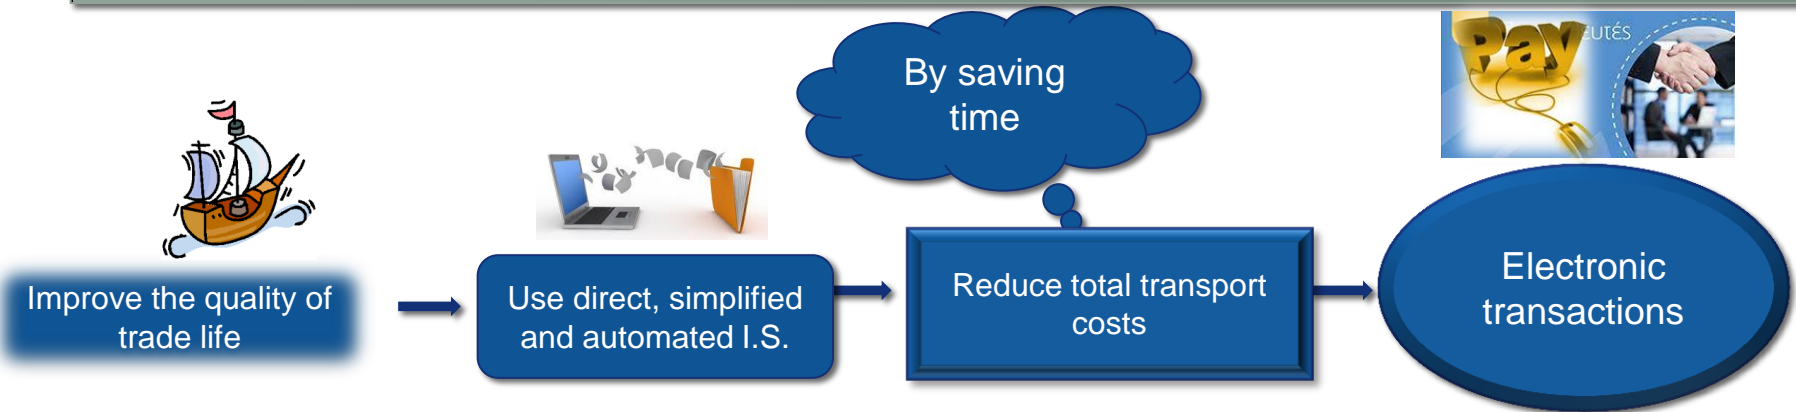 By saving
time
Pay
EUTÉS
Improve the quality of
trade life
Use direct, simplified
and automated I.S.
Reduce total transport
costs
Electronic
transactions